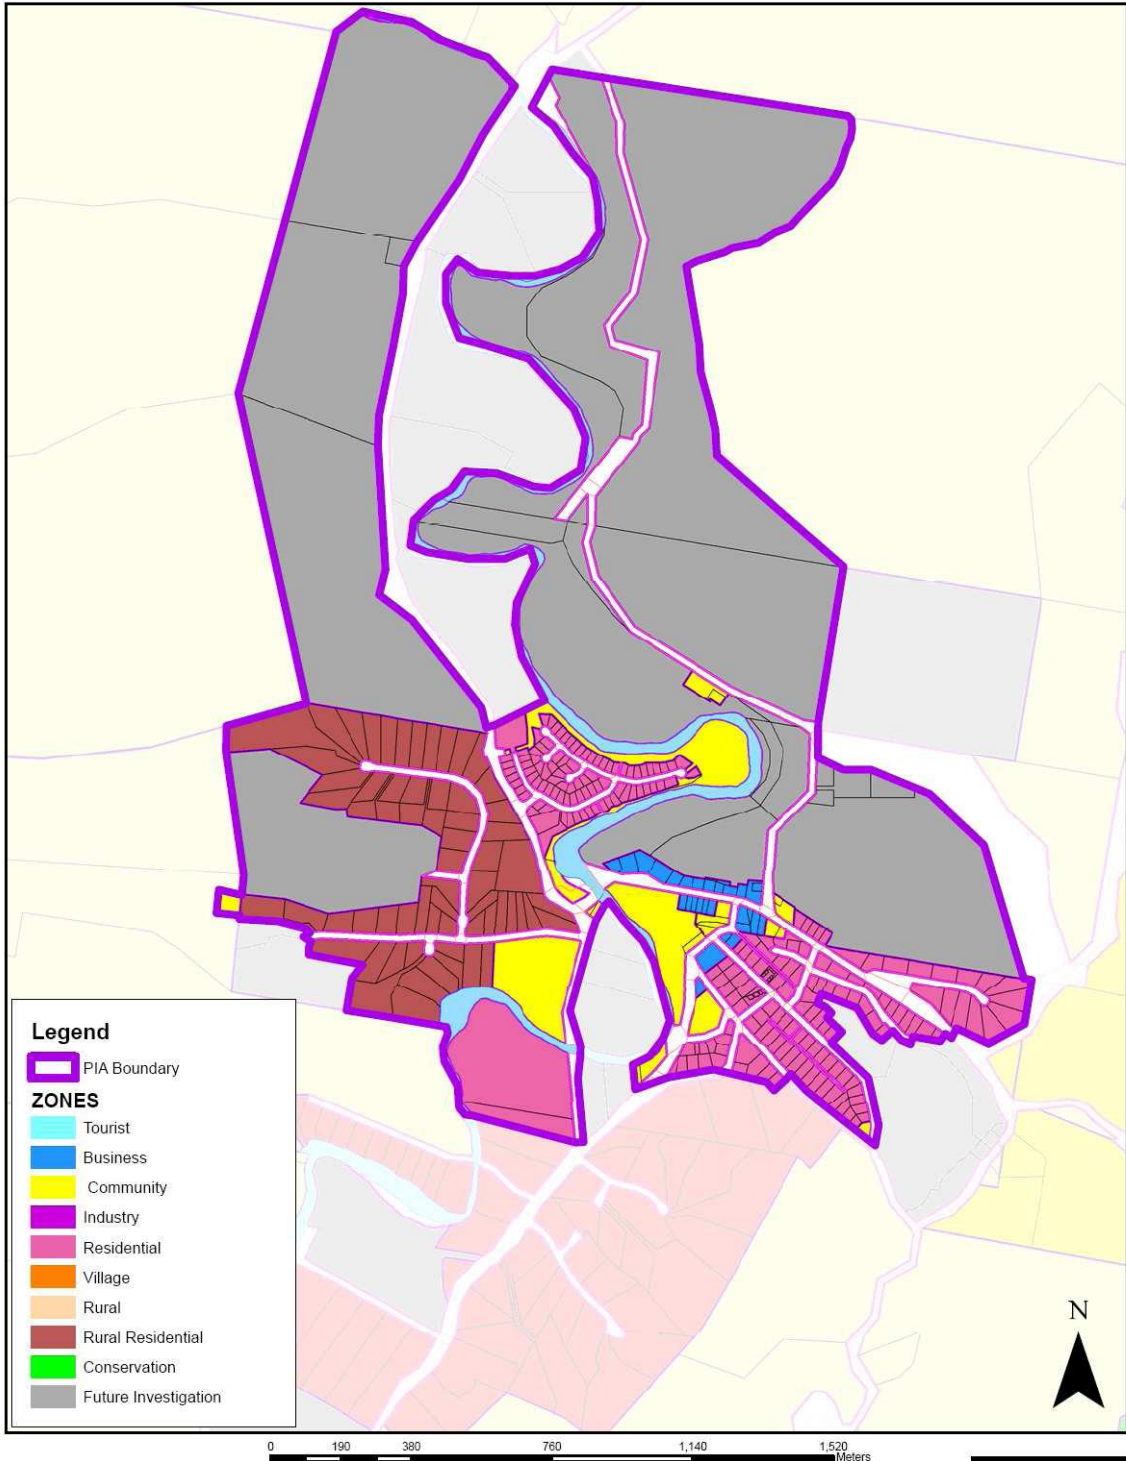 N
Legend
PIA Boundary
ZONES
Tourist
Business
Community
Industry
Residential
Village
Rural
Rural Residential
Conservation
Future Investigation
0 190 380 760 1,140 1,520
Meters